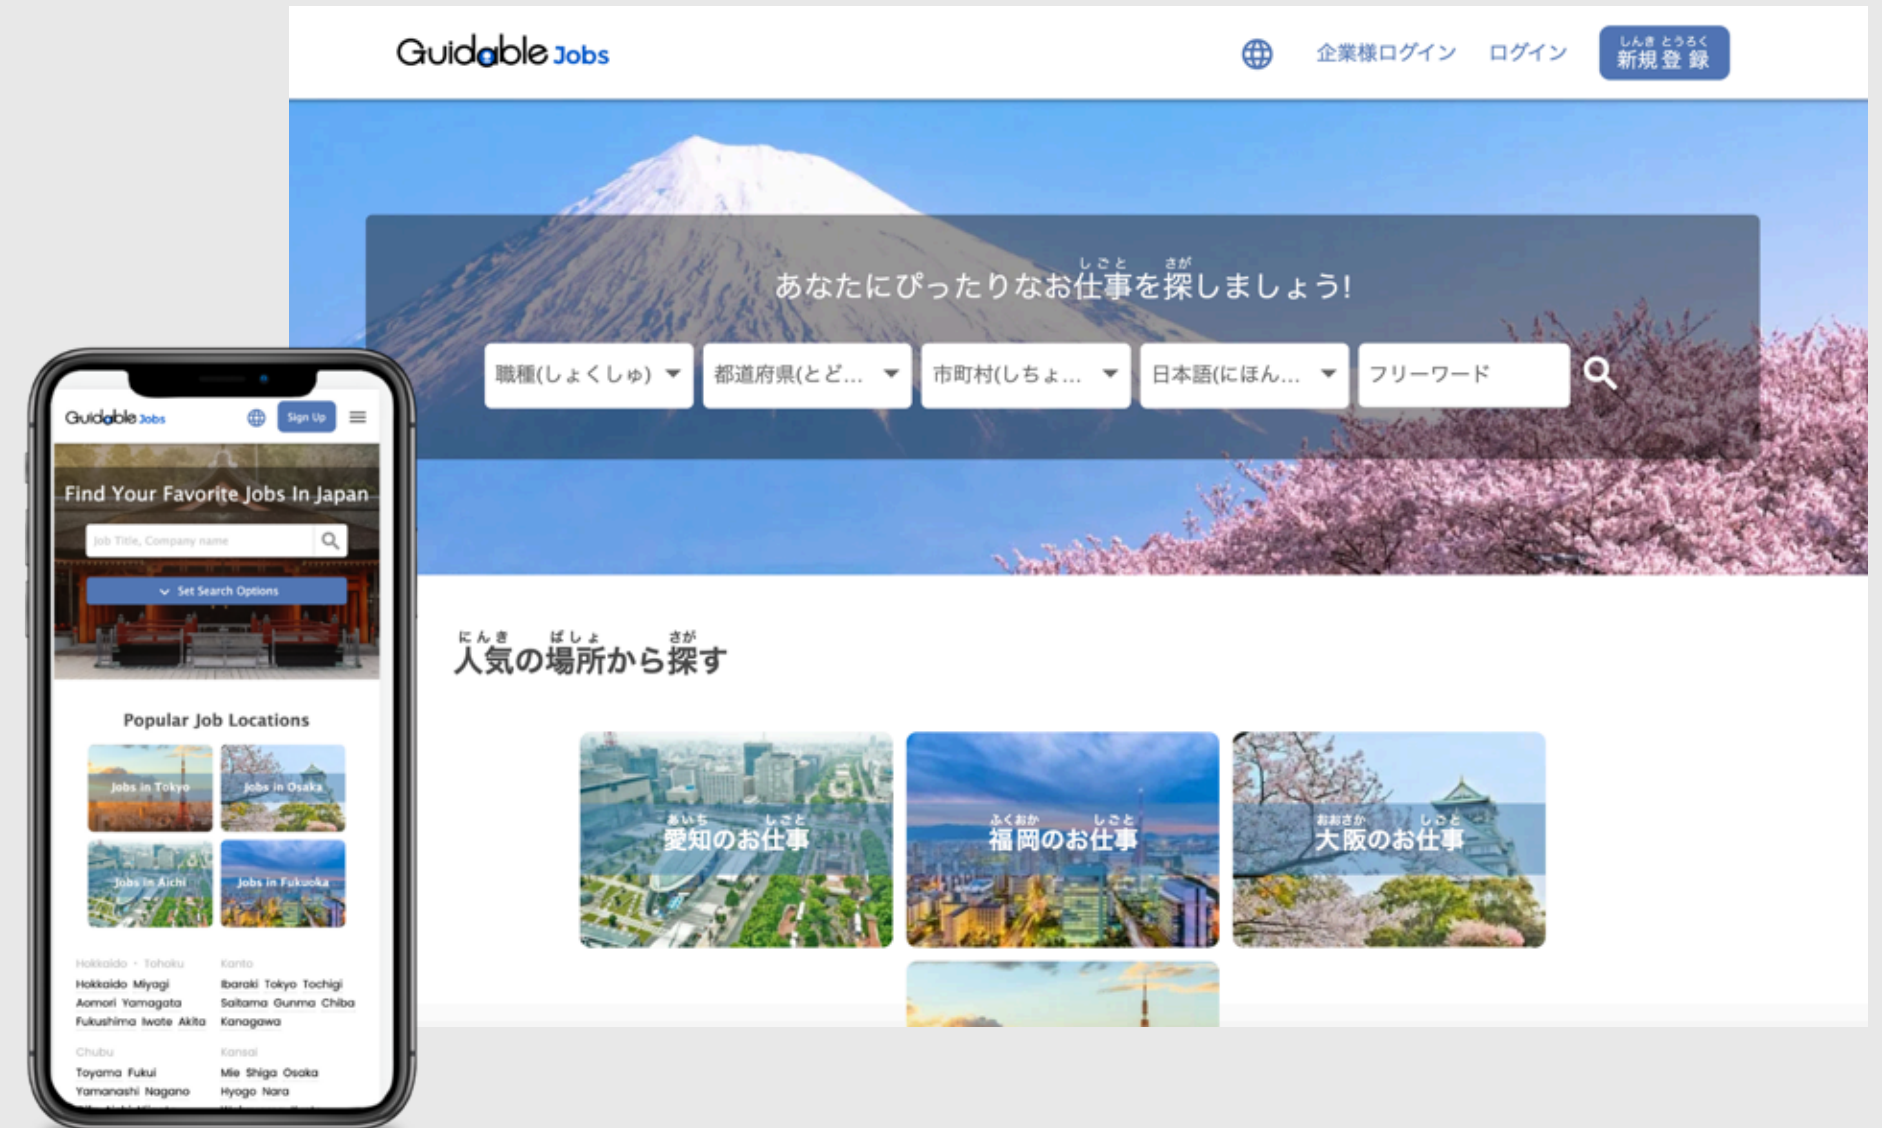 Guidable Jobs
企業様ログイン
ログイン
しんき とうろく
新規登録
しごと さが
あなたにぴったりなお仕事を探しましょう!
職種(しょくしゅ)
都道府県(とど...
市町村(しちょ...
日本語(にほん...
フリーワード
にんき ばしょ さが
人気の場所から探す
あいち しごと
愛知のお仕事
ふくおか しごと
福岡のお仕事
おおさか しごと
大阪のお仕事
Guidable Jobs
Sign Up
Find Your Favorite Jobs In Japan
Job Title, Company name
Set Search Options
Popular Job Locations
Jobs in Tokyo
Jobs in Osaka
Jobs in Aichi
Jobs in Fukuoka
Hokkaido・Tohoku
Hokkaido Miyagi
Aomori Yamagata
Fukushima Iwate Akita
Kanto
Ibaraki Tokyo Tochigi
Saitama Gunma Chiba
Kanagawa
Chubu
Toyama Fukui
Yamanashi Nagano
Kansai
Mie Shiga Osaka
Hyogo Nara